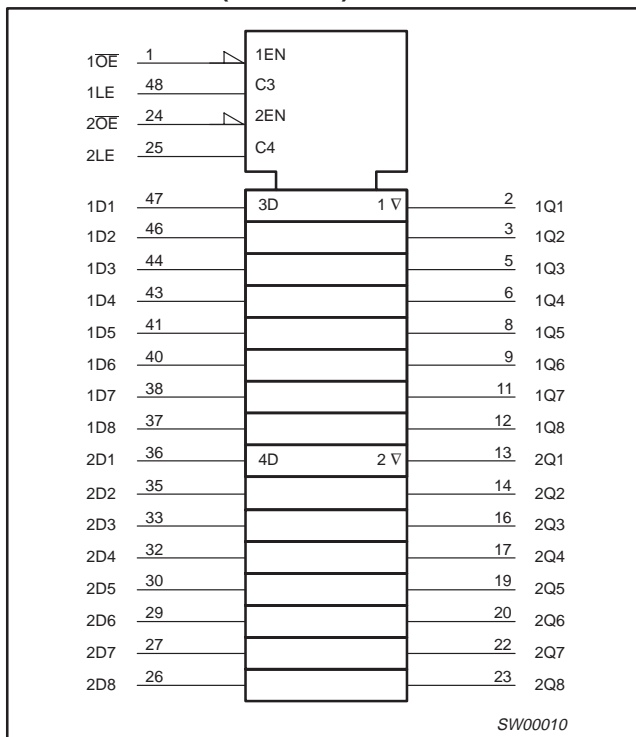 1O̅E̅ 1 1EN
1LE 48 C3
2O̅E̅ 24 2EN
2LE 25 C4
1D1 47 3D 1 ∇ 2 1Q1
1D2 46 3 1Q2
1D3 44 5 1Q3
1D4 43 6 1Q4
1D5 41 8 1Q5
1D6 40 9 1Q6
1D7 38 11 1Q7
1D8 37 12 1Q8
2D1 36 4D 2 ∇ 13 2Q1
2D2 35 14 2Q2
2D3 33 16 2Q3
2D4 32 17 2Q4
2D5 30 19 2Q5
2D6 29 20 2Q6
2D7 27 22 2Q7
2D8 26 23 2Q8
SW00010